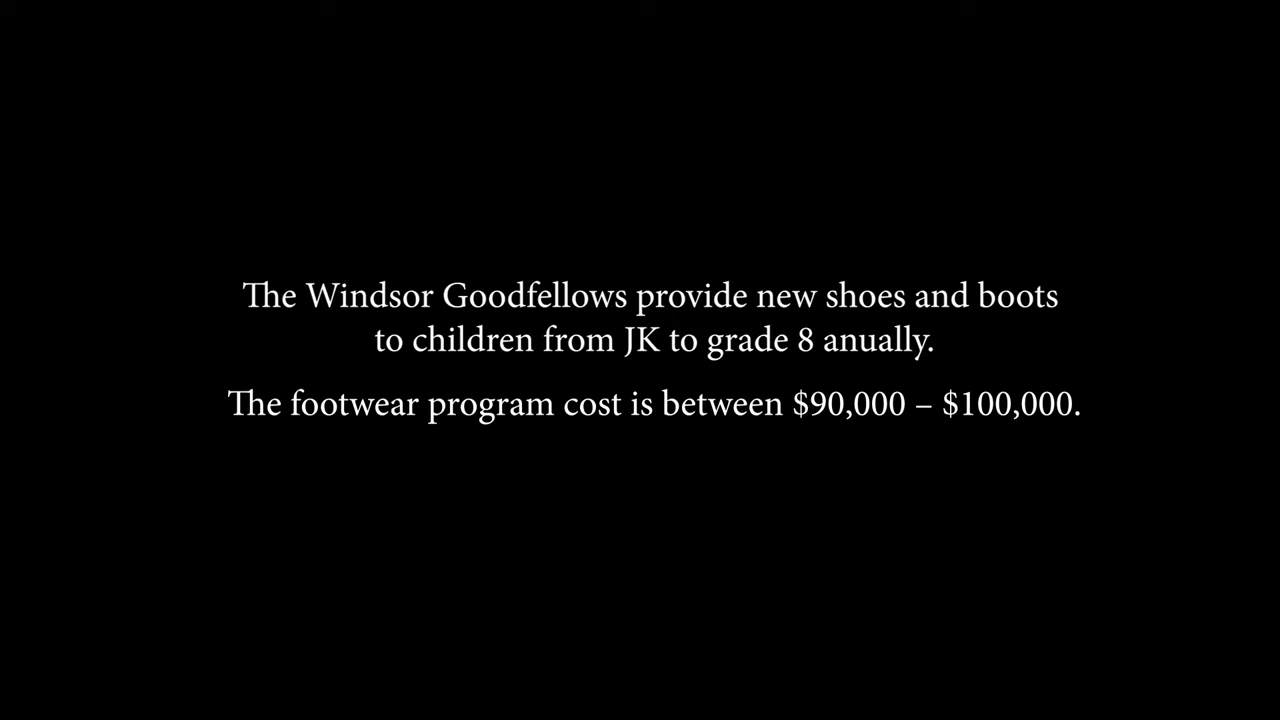 The Windsor Goodfellows provide new shoes and boots
to children from JK to grade 8 anually.
The footwear program cost is between $90,000 – $100,000.